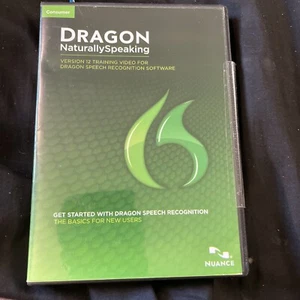 Companion
DRAGON
NaturallySpeaking
VERSION 12 TRAINING VIDEO FOR
DRAGON SPEECH RECOGNITION SOFTWARE
GET STARTED WITH DRAGON SPEECH RECOGNITION
THE BASICS FOR NEW USERS
NUANCE